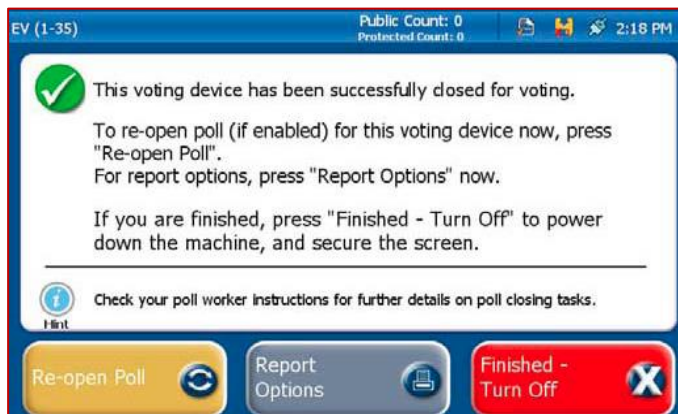 EV (1-35)
Public Count: 0
Protected Count: 0
2:18 PM
This voting device has been successfully closed for voting.
To re-open poll (if enabled) for this voting device now, press
"Re-open Poll".
For report options, press "Report Options" now.
If you are finished, press "Finished - Turn Off" to power
down the machine, and secure the screen.
Hint
Check your poll worker instructions for further details on poll closing tasks.
Re-open Poll
Report
Options
Finished -
Turn Off